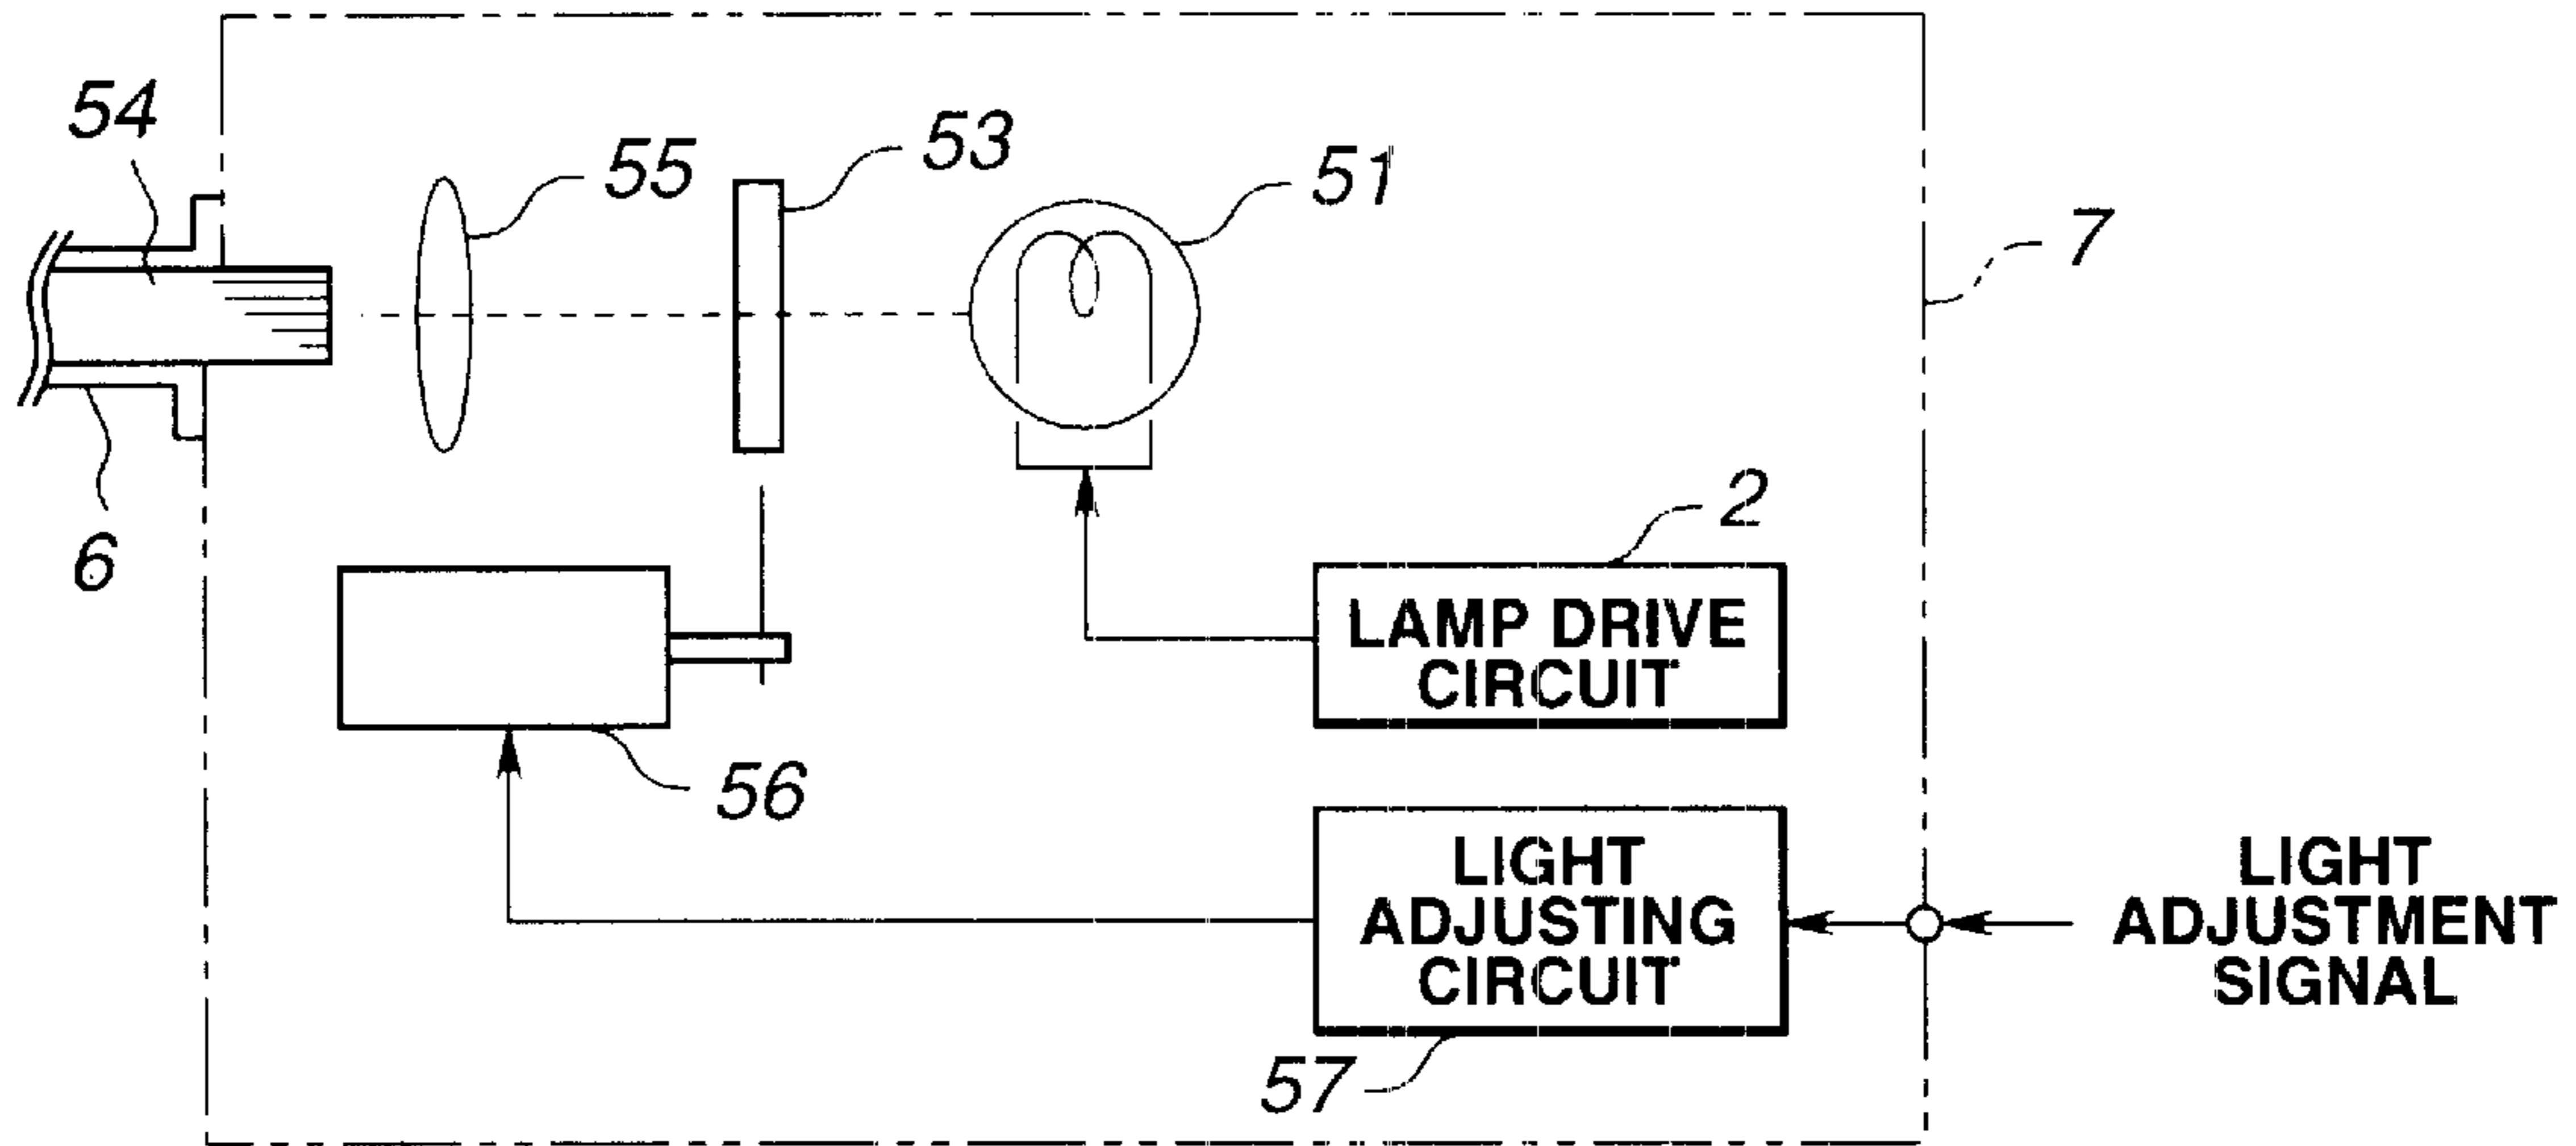 54
55
53
51
7
6
2
LAMP DRIVE
CIRCUIT
56
LIGHT
ADJUSTING
CIRCUIT
LIGHT
ADJUSTMENT
SIGNAL
57